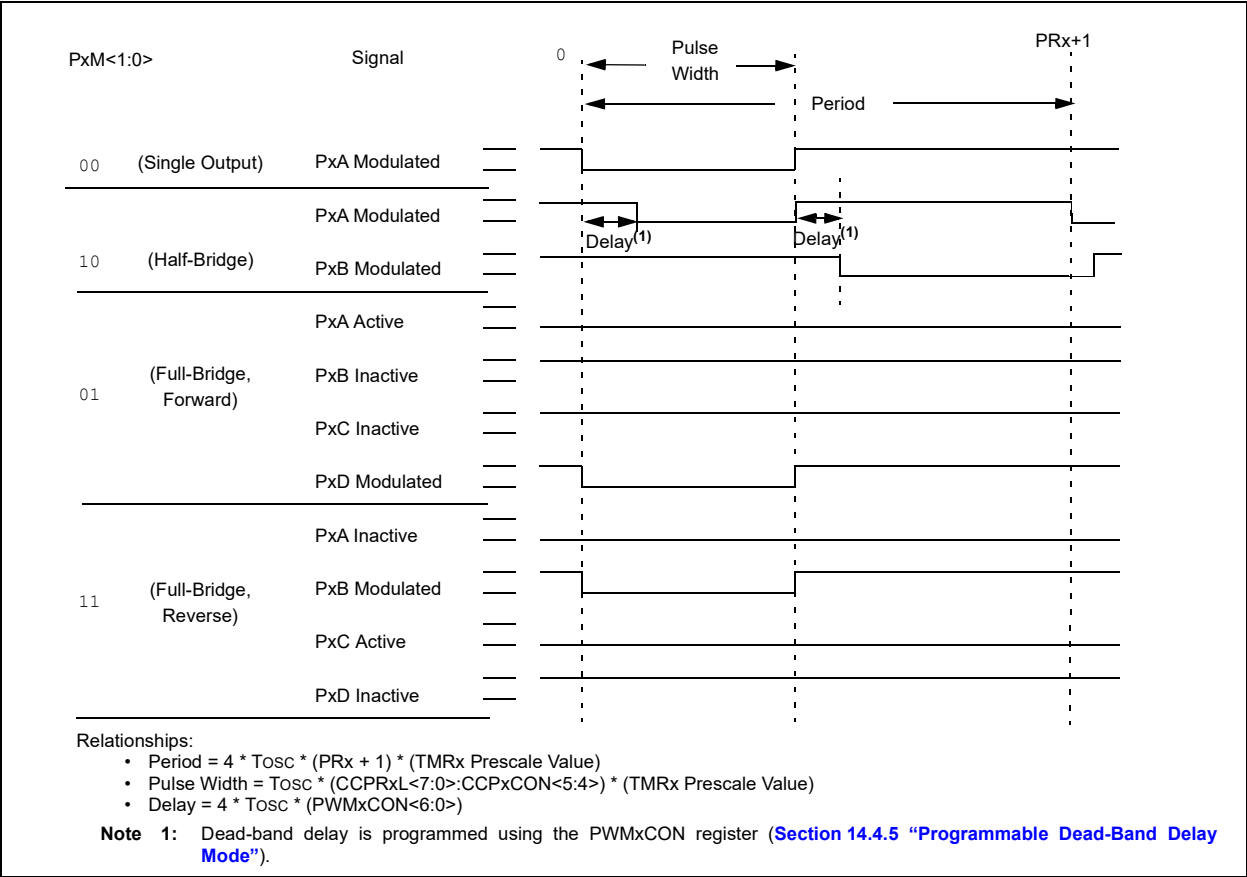 PxM<1:0> Signal 0 Pulse Width PRx+1
Period
00 (Single Output) PxA Modulated
PxA Modulated
Delay(1) Delay(1)
10 (Half-Bridge) PxB Modulated
PxA Active
01 (Full-Bridge, Forward) PxB Inactive
PxC Inactive
PxD Modulated
PxA Inactive
11 (Full-Bridge, Reverse) PxB Modulated
PxC Active
PxD Inactive
Relationships:
• Period = 4 * TOSC * (PRx + 1) * (TMRx Prescale Value)
• Pulse Width = TOSC * (CCPRxL<7:0>:CCPxCON<5:4>) * (TMRx Prescale Value)
• Delay = 4 * TOSC * (PWMxCON<6:0>)
Note 1: Dead-band delay is programmed using the PWMxCON register (Section 14.4.5 “Programmable Dead-Band Delay
Mode”).